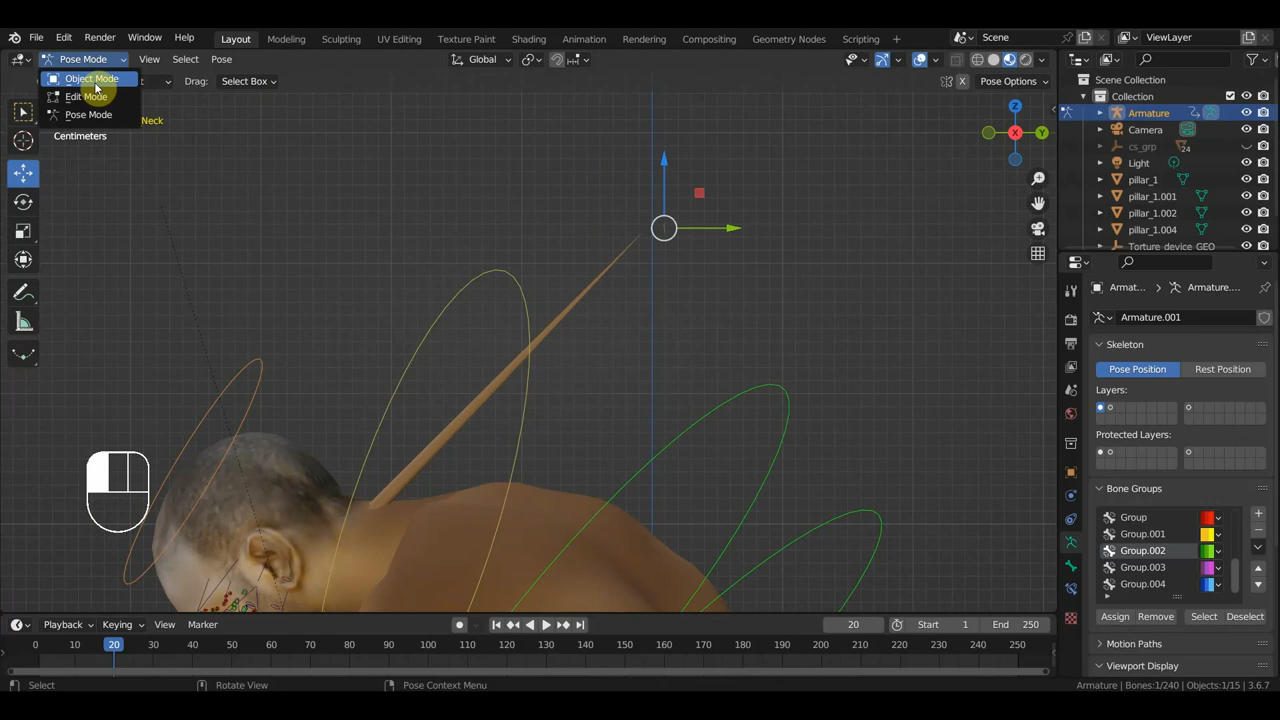 File Edit Render Window Help Layout Modeling Sculpting UV Editing Texture Paint Shading Animation Rendering Compositing Geometry Nodes Scripting + Scene ViewLayer
Pose Mode View Select Pose Global
Object Mode Drag: Select Box Pose Options
Edit Mode
Pose Mode Neck
Centimeters
X Y Z
Scene Collection
Collection
Armature
Camera
cs_grp 24
Light
pillar_1
pillar_1.001
pillar_1.002
pillar_1.004
Torture device GEO
Armat... Armature....
Armature.001
Skeleton
Pose Position Rest Position
Layers:
Protected Layers:
Bone Groups
Group
Group.001
Group.002
Group.003
Group.004
Assign Remove Select Deselect
Motion Paths
Viewport Display
Playback Keying View Marker 20 Start 1 End 250
0 10 20 30 40 50 60 70 80 90 100 110 120 130 140 150 160 170 180 190 200 210 220 230 240 250
Select Rotate View Pose Context Menu Armature | Bones:1/240 | Objects:1/15 | 3.6.7